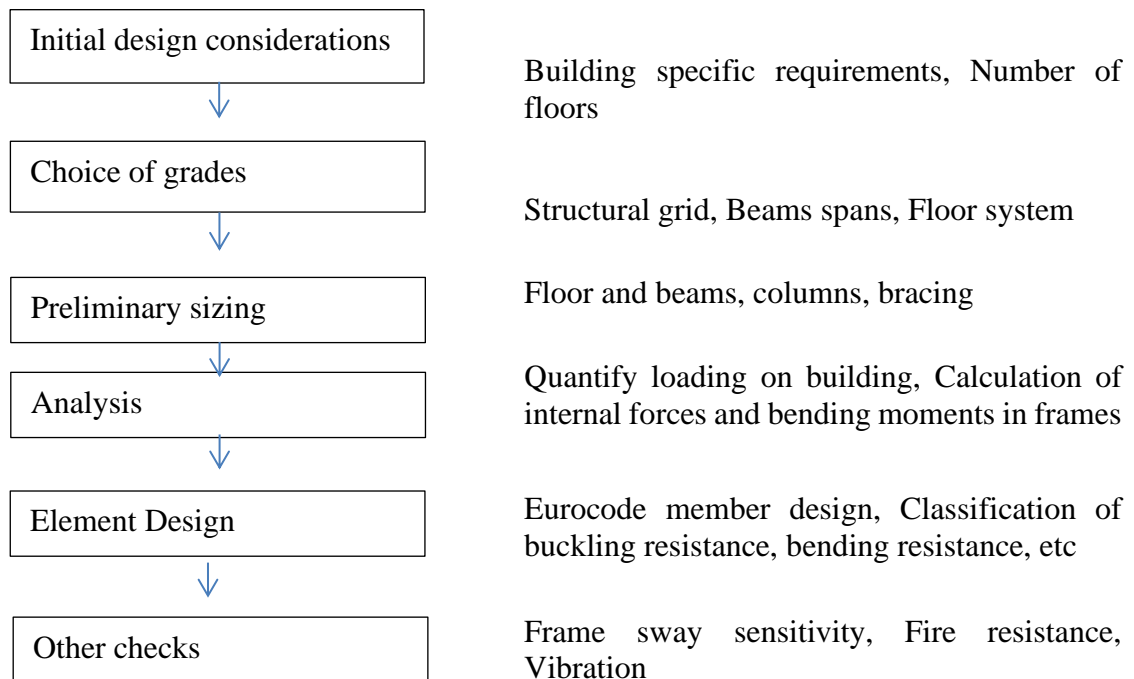 Initial design considerations
Building specific requirements, Number of
floors
Choice of grades
Structural grid, Beams spans, Floor system
Preliminary sizing
Floor and beams, columns, bracing
Analysis
Quantify loading on building, Calculation of
internal forces and bending moments in frames
Element Design
Eurocode member design, Classification of
buckling resistance, bending resistance, etc
Other checks
Frame sway sensitivity, Fire resistance,
Vibration